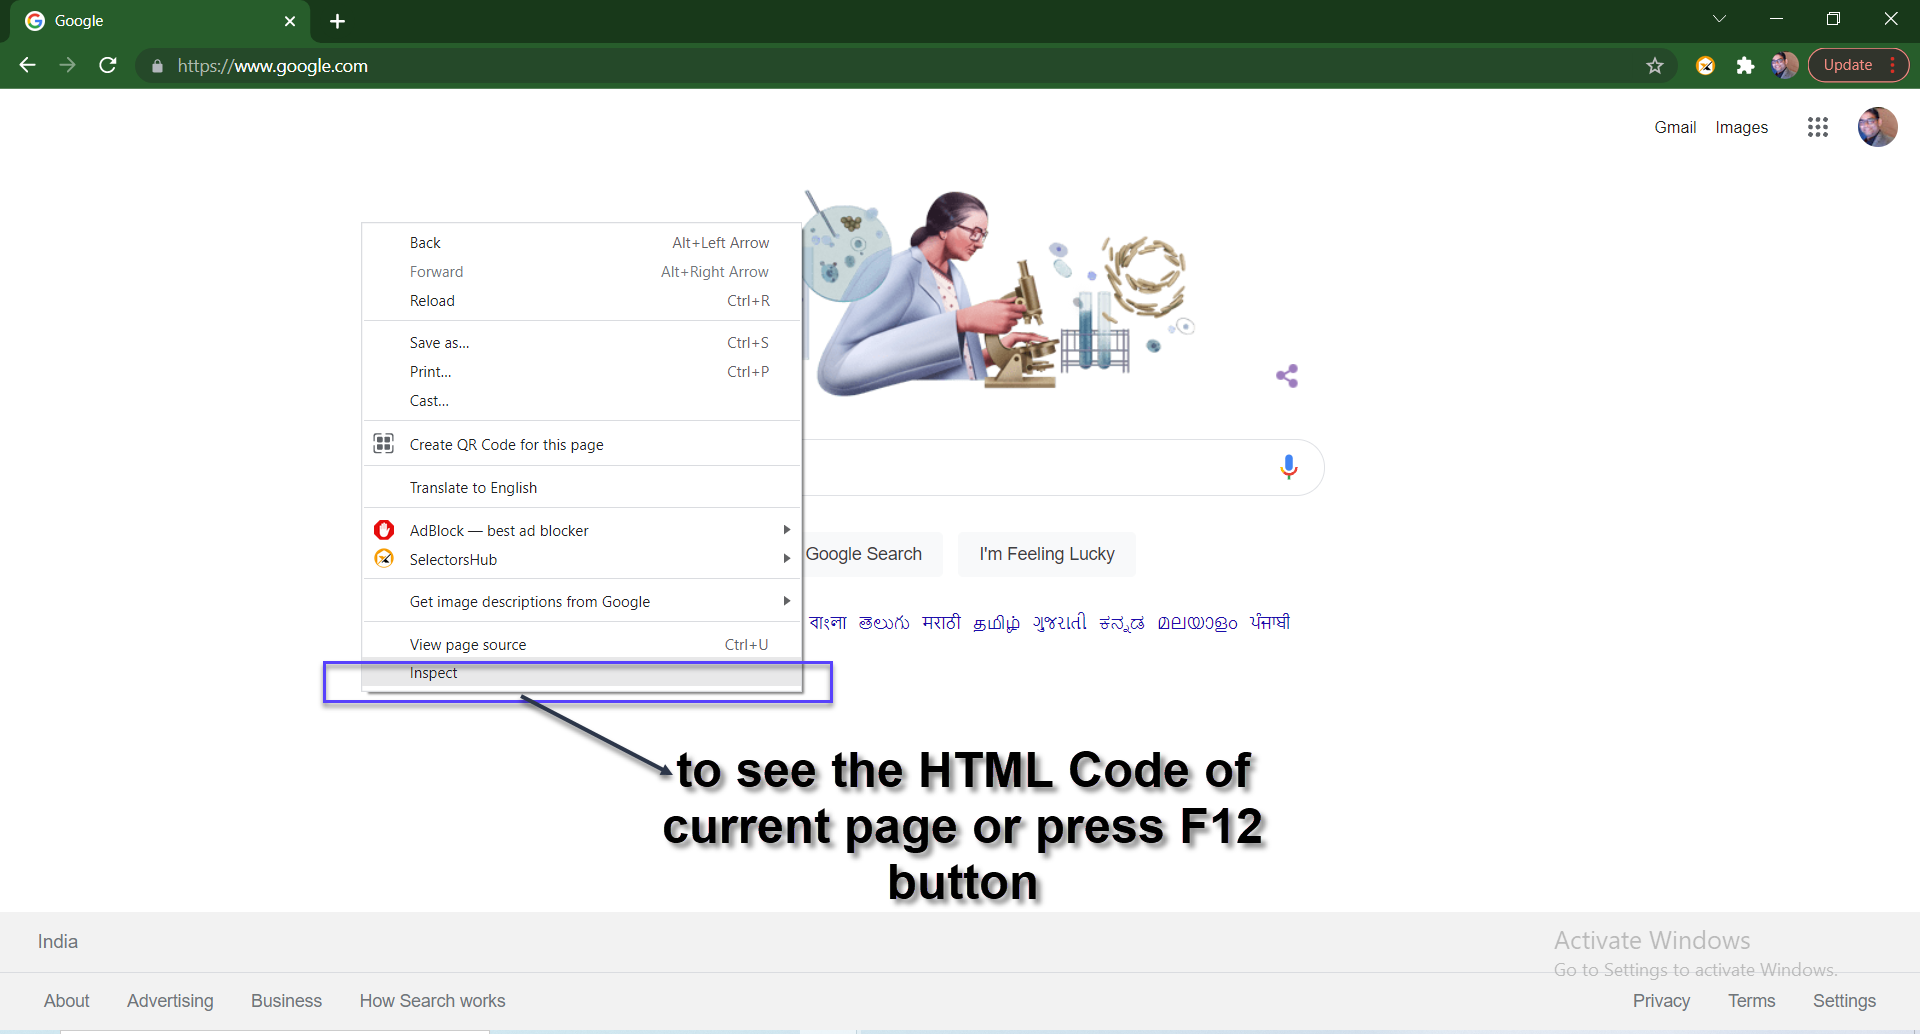 Google
https://www.google.com
Update
Gmail Images
Back Alt+Left Arrow
Forward Alt+Right Arrow
Reload Ctrl+R
Save as... Ctrl+S
Print... Ctrl+P
Cast...
Create QR Code for this page
Translate to English
AdBlock — best ad blocker
SelectorsHub
Get image descriptions from Google
View page source Ctrl+U
Inspect
Google Search I'm Feeling Lucky
বাংলা తెలుగు मराठी தமிழ் ગુજરાતી ಕನ್ನಡ മലയാളം ਪੰਜਾਬੀ
to see the HTML Code of
current page or press F12
button
India
Activate Windows
Go to Settings to activate Windows.
About Advertising Business How Search works Privacy Terms Settings